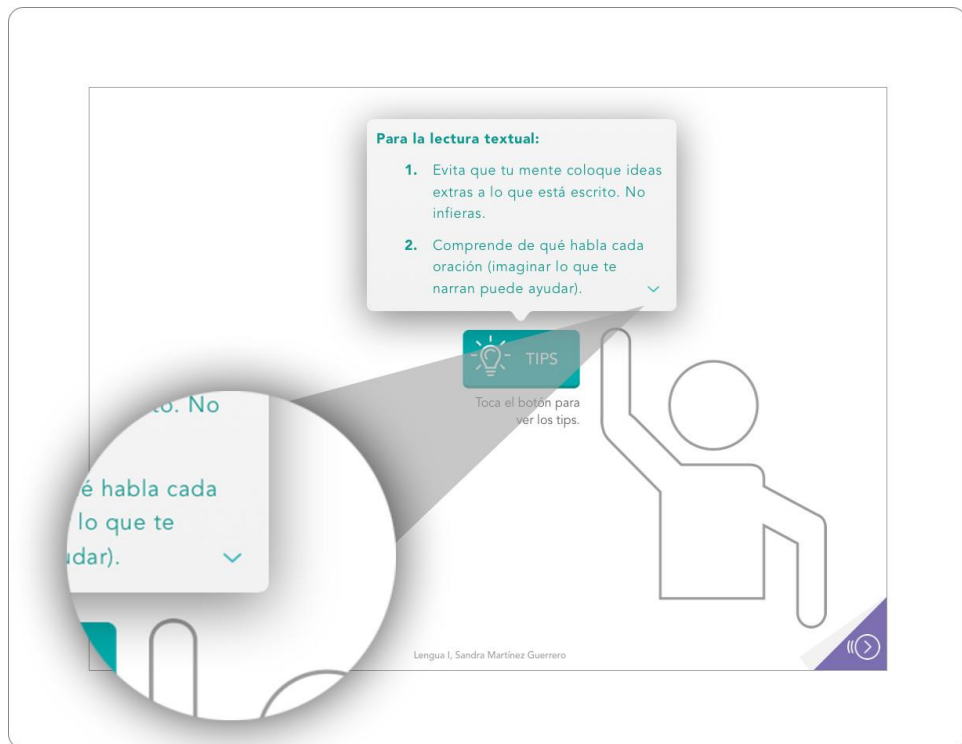 Para la lectura textual:
1. Evita que tu mente coloque ideas
extras a lo que está escrito. No
infieras.
2. Comprende de qué habla cada
oración (imaginar lo que te
narran puede ayudar).
TIPS
Toca el botón para
ver los tips.
to. No
é habla cada
lo que te
udar).
Lengua I, Sandra Martínez Guerrero